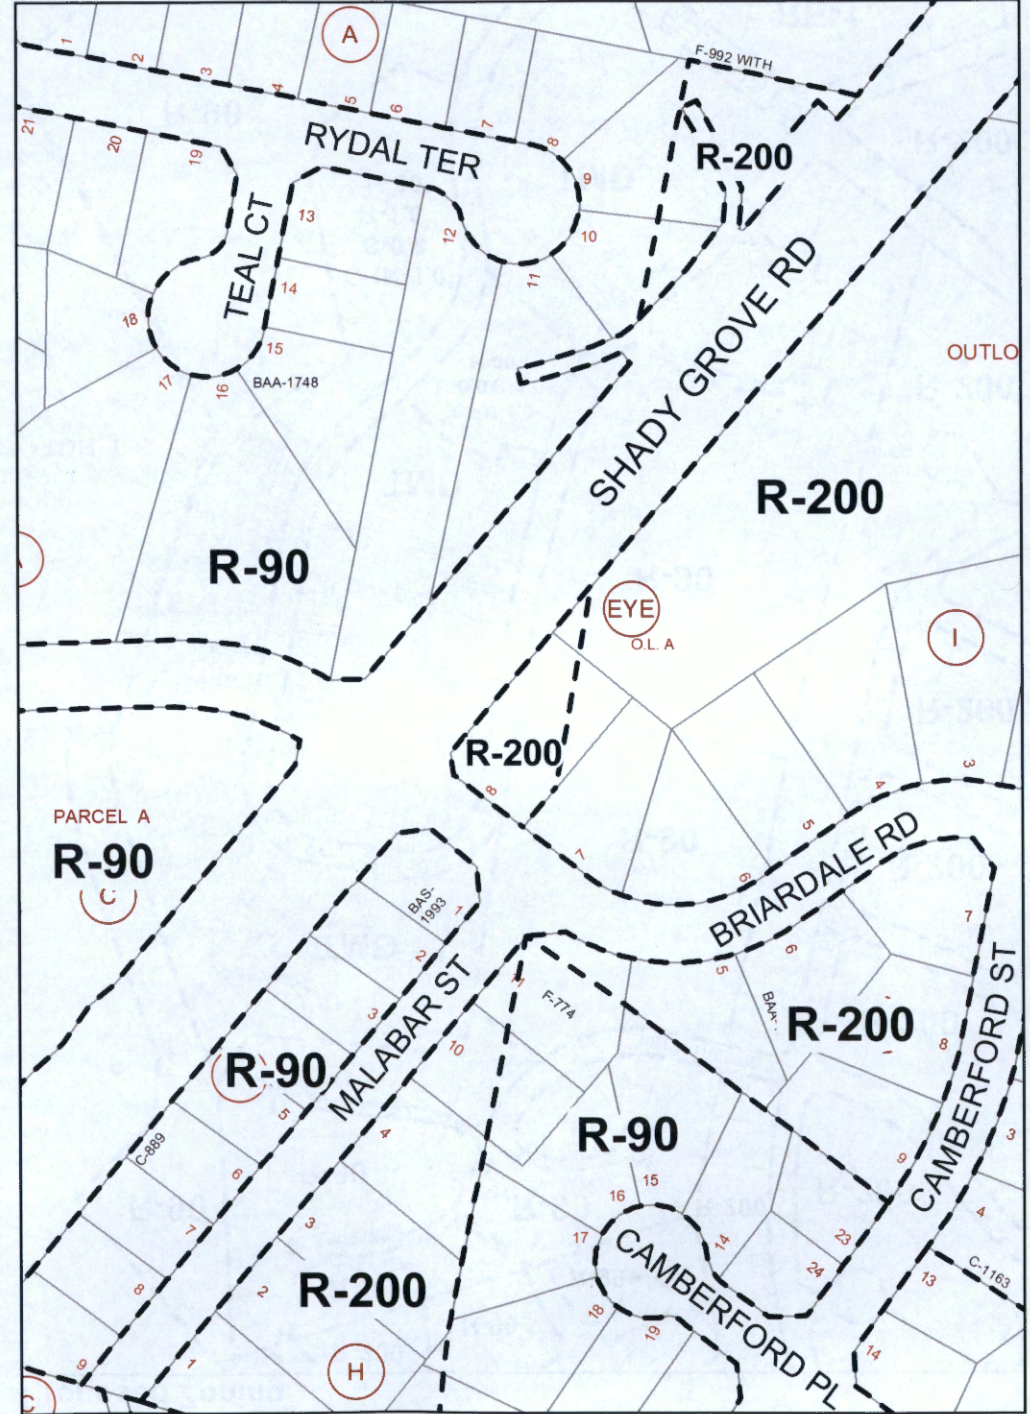 A
F-992 WITH
1
2
3
4
5
6
7
8
9
10
11
12
13
14
15
16
17
18
19
20
21
RYDAL TER
R-200
TEAL CT
BAA-1748
SHADY GROVE RD
OUTLO
R-200
R-90
EYE
O.L. A
I
R-200
8
7
6
5
4
3
PARCEL A
R-90
C
BRIARDALE RD
BAS-
1993
1
2
3
5
6
7
8
9
R-90
MALABAR ST
C-889
11
10
4
3
2
1
F-774
5
6
7
8
9
BAA-
R-200
CAMBERFORD ST
R-90
15
16
17
18
19
14
23
24
3
4
13
14
C-1163
CAMBERFORD PL
R-200
H
C